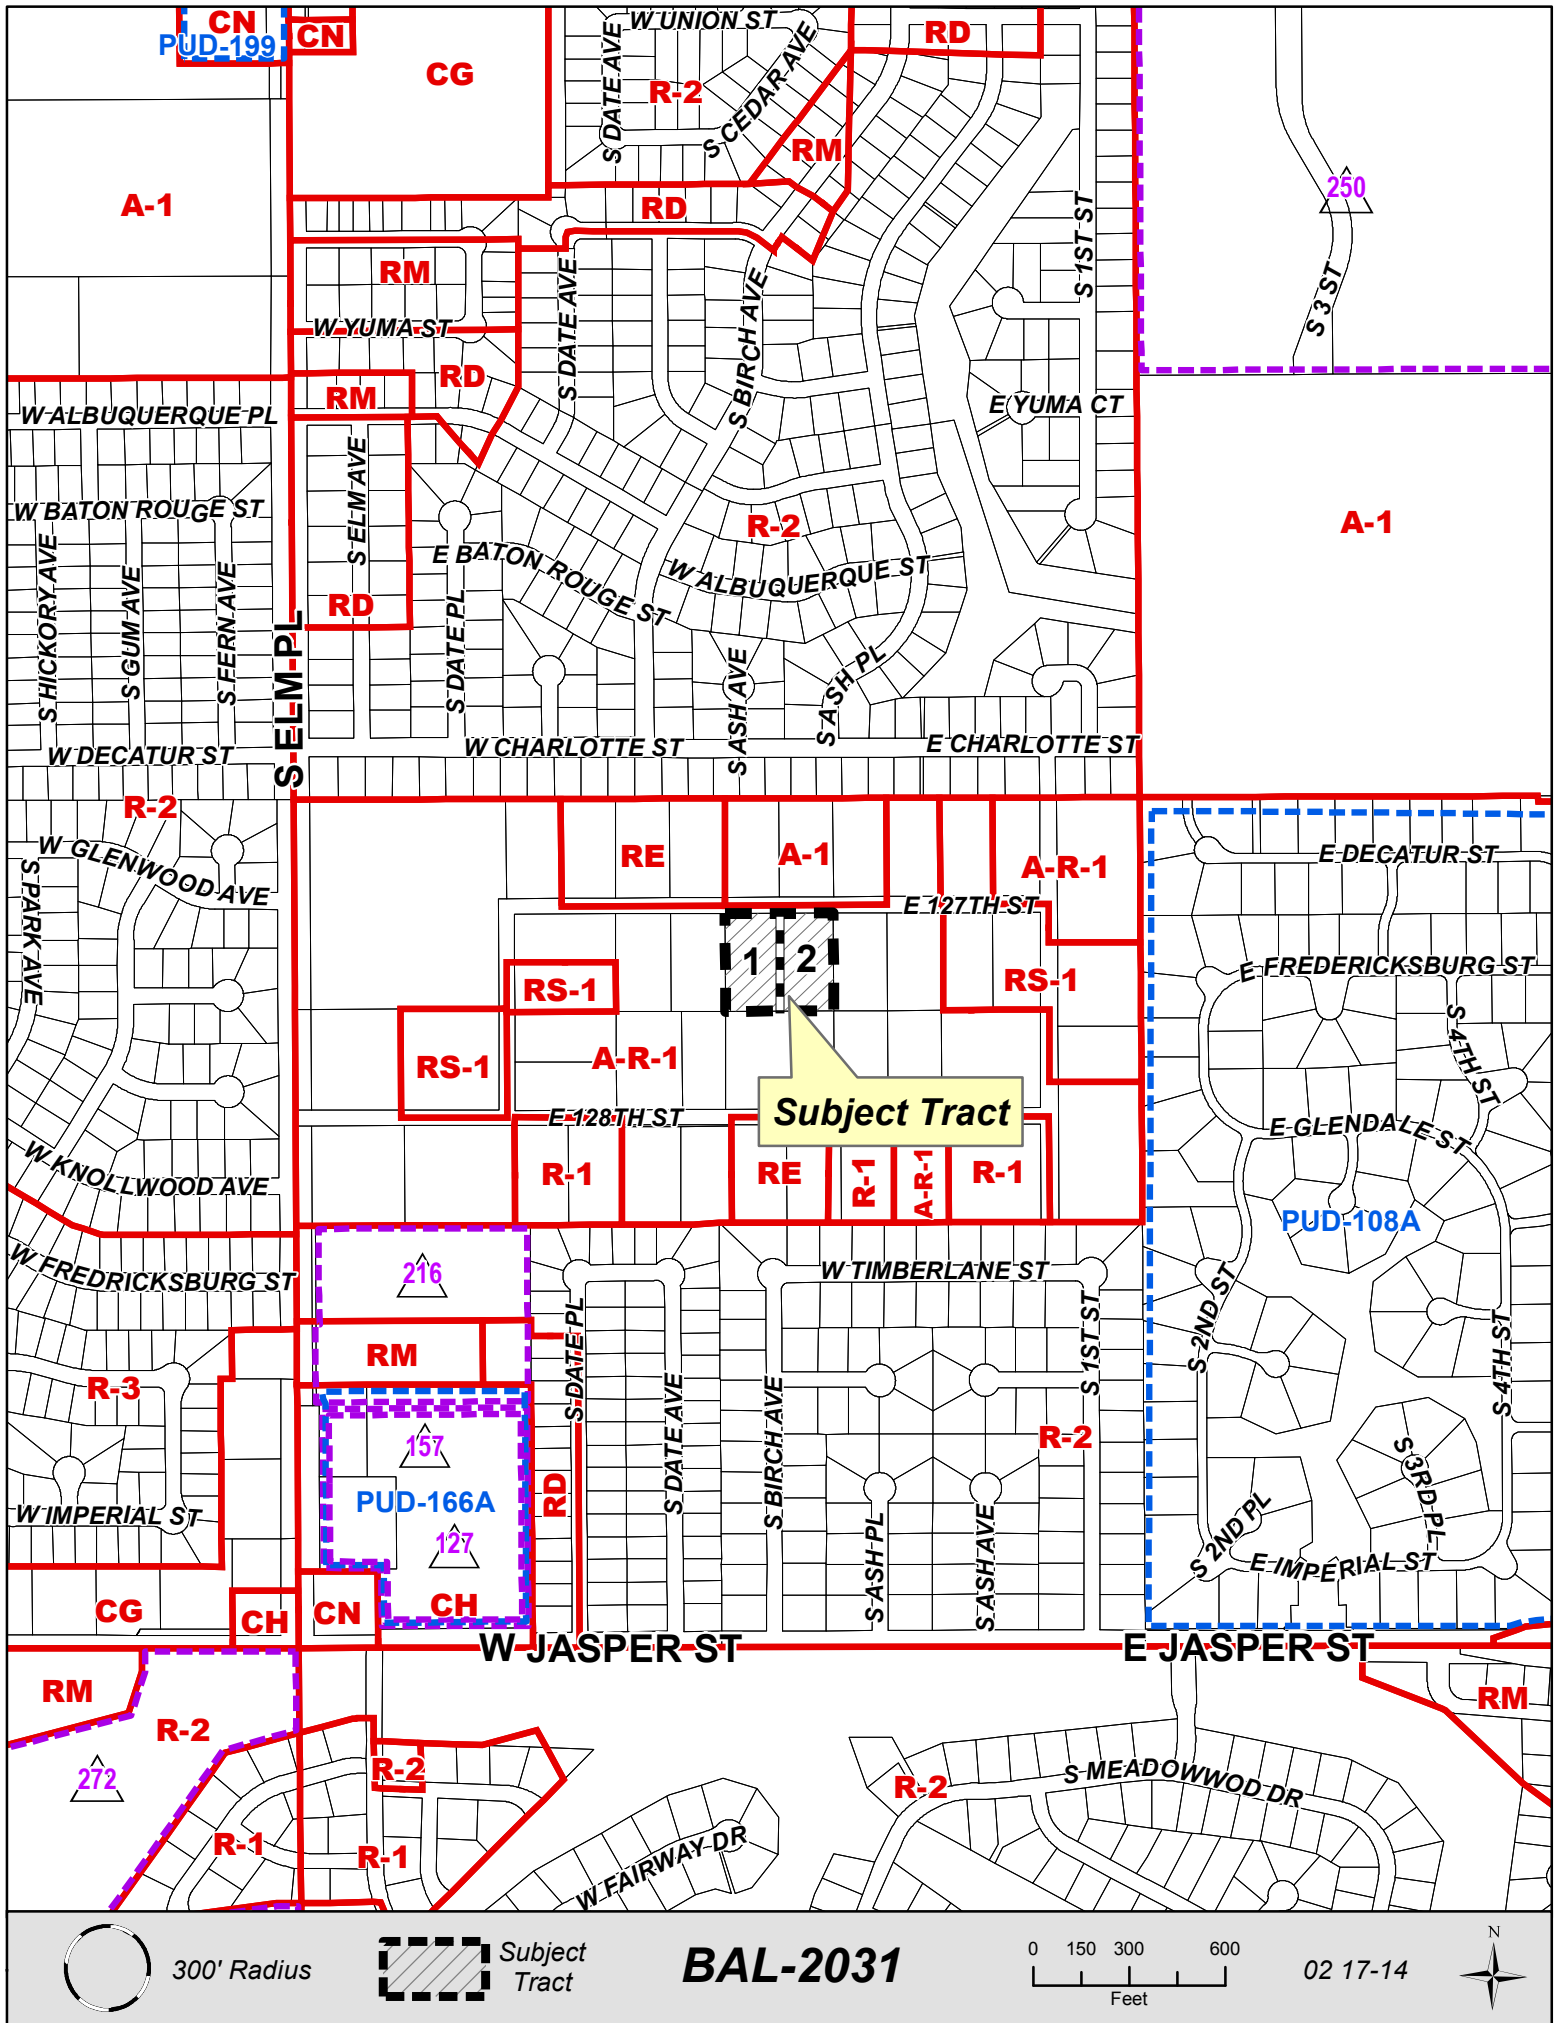 CN
PUD-199
CN
CG
W UNION ST
S DATE AVE
R-2
S CEDAR AVE
RD
RM
A-1
RD
S 1ST ST
250
S 3 ST
RM
W YUMA ST
S DATE AVE
S BIRCH AVE
RD
RM
E YUMA CT
W ALBUQUERQUE PL
W BATON ROUGE ST
S ELM AVE
S HICKORY AVE
S GUM AVE
S FERN AVE
E BATON ROUGE ST
R-2
A-1
W ALBUQUERQUE ST
RD
S DATE PL
S ELM PL
S ASH AVE
S ASH PL
W CHARLOTTE ST
E CHARLOTTE ST
W DECATUR ST
R-2
W GLENWOOD AVE
S PARK AVE
RE
A-1
A-R-1
E DECATUR ST
E 127TH ST
1
2
RS-1
RS-1
E FREDERICKSBURG ST
S 4TH ST
RS-1
A-R-1
Subject Tract
E 128TH ST
E GLENDALE ST
W KNOLLWOOD AVE
R-1
RE
R-1
A-R-1
R-1
PUD-108A
W FREDRICKSBURG ST
216
W TIMBERLANE ST
S 2ND ST
S DATE PL
S 1ST ST
S 4TH ST
RM
R-3
S DATE AVE
S BIRCH AVE
157
R-2
PUD-166A
RD
127
S 3RD PL
S 2ND PL
W IMPERIAL ST
S ASH PL
S ASH AVE
E IMPERIAL ST
CG
CH
CN
CH
W JASPER ST
E JASPER ST
RM
R-2
RM
272
R-2
R-2
S MEADOWWOD DR
R-1
R-1
W FAIRWAY DR
300' Radius
Subject
Tract
BAL-2031
0 150 300 600
Feet
02 17-14
N